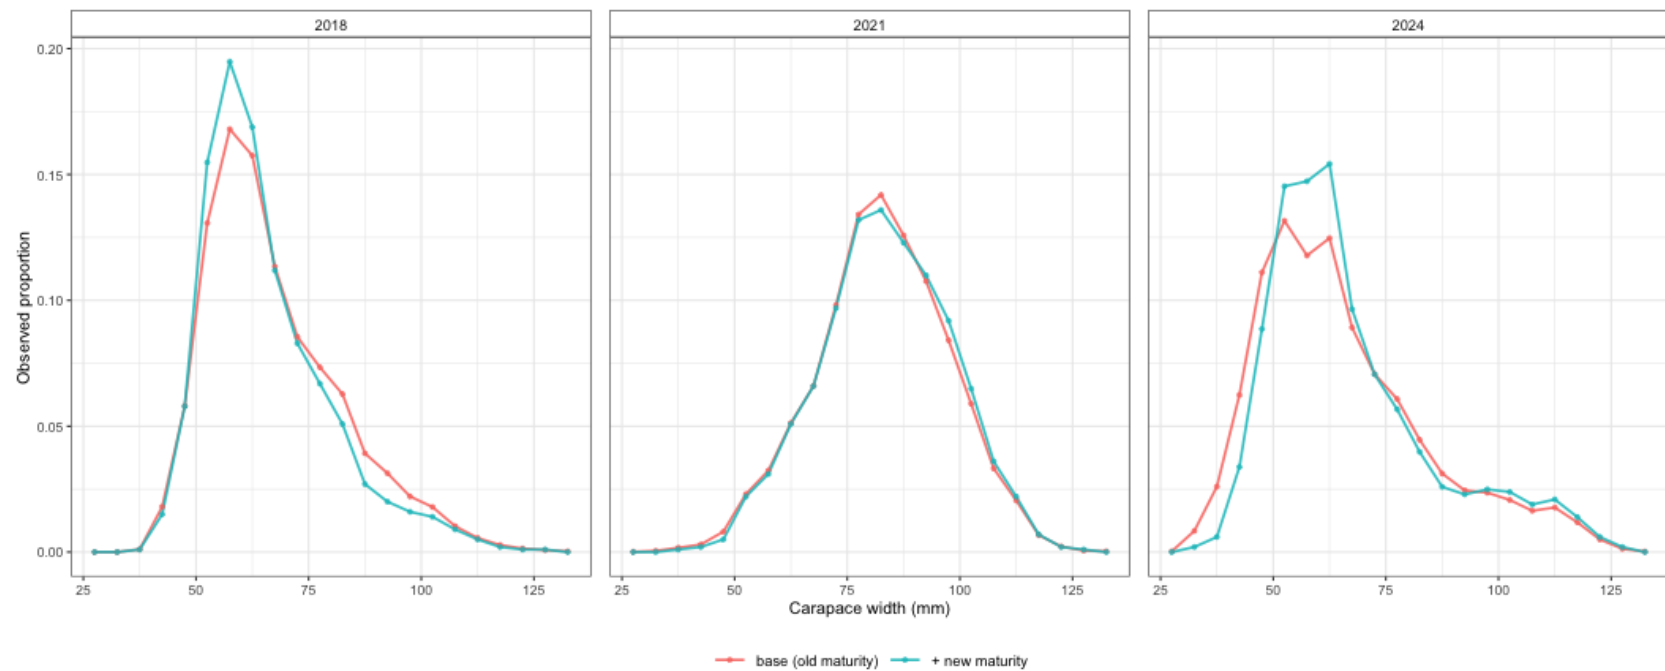 2018 2021 2024
Observed proportion
0.20
0.15
0.10
0.05
0.00
25 50 75 100 125 25 50 75 100 125 25 50 75 100 125
Carapace width (mm)
base (old maturity) + new maturity